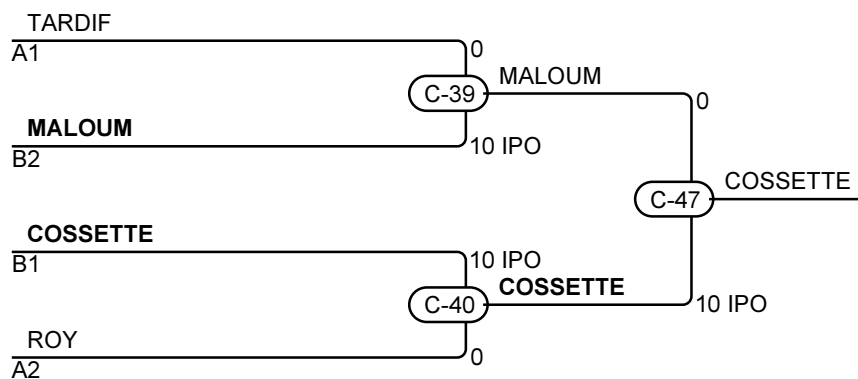 TARDIF
A1
0
C-39
MALOUM
0
MALOUM
B2
10 IPO
C-47
COSSETTE
COSSETTE
B1
10 IPO
C-40
COSSETTE
10 IPO
ROY
A2
0